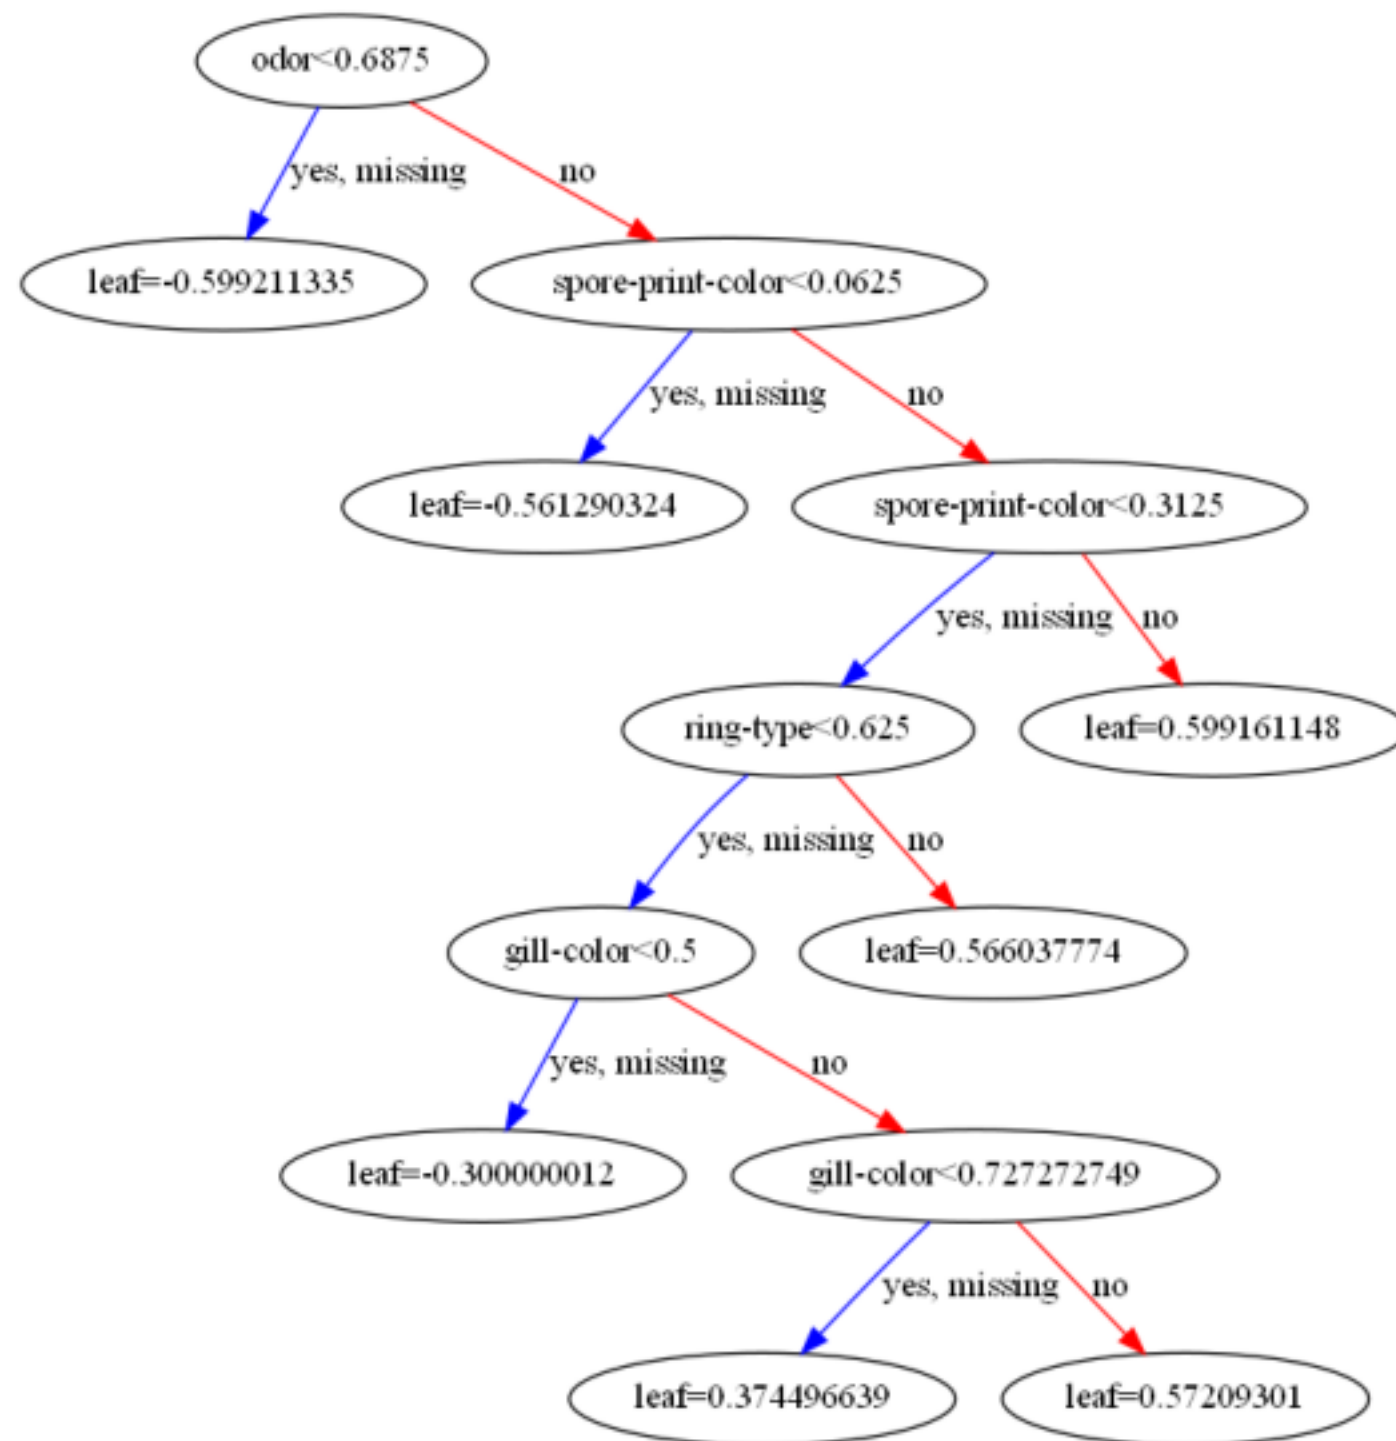 odor<0.6875
yes, missing
no
leaf=-0.599211335
spore-print-color<0.0625
yes, missing
no
leaf=-0.561290324
spore-print-color<0.3125
yes, missing
no
ring-type<0.625
leaf=0.599161148
yes, missing
no
gill-color<0.5
leaf=0.566037774
yes, missing
no
leaf=-0.300000012
gill-color<0.727272749
yes, missing
no
leaf=0.374496639
leaf=0.57209301